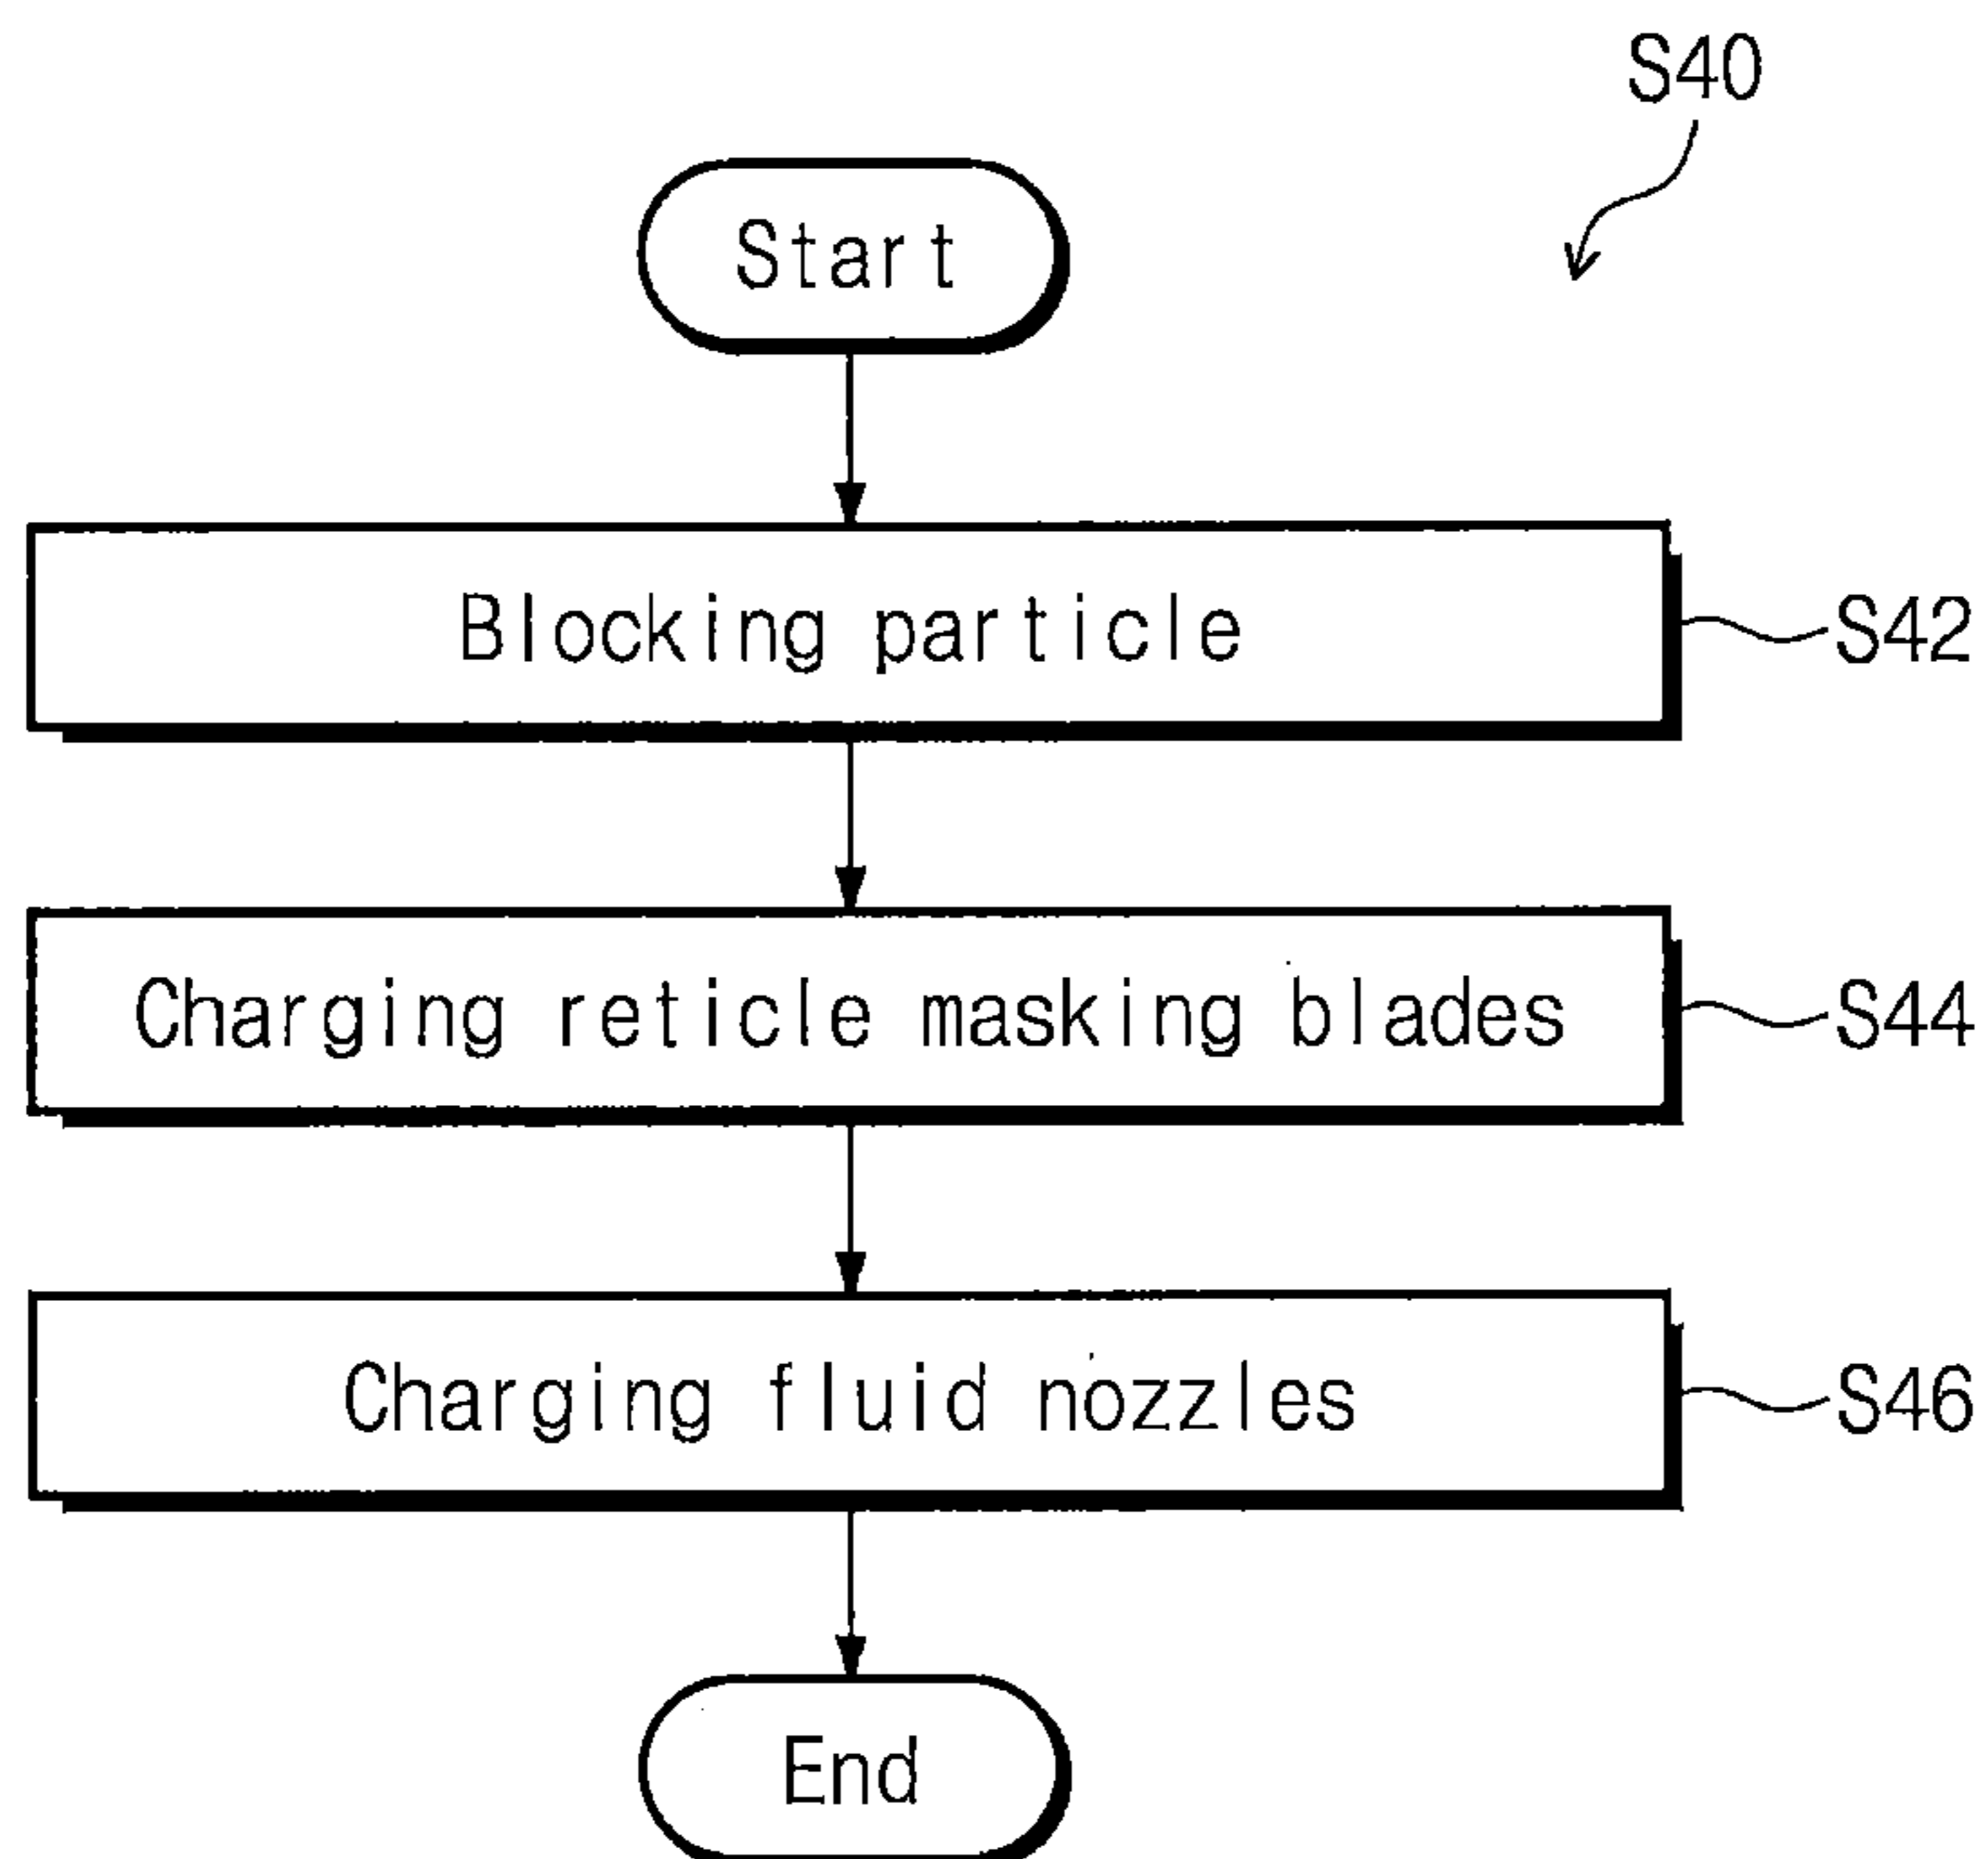 S40
Start
Blocking particle
S42
Charging reticle masking blades
S44
Charging fluid nozzles
S46
End